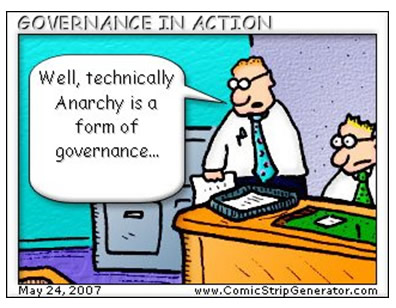 GOVERNANCE IN ACTION
Well, technically
Anarchy is a
form of
governance...
May 24, 2007
www.ComicStripGenerator.com